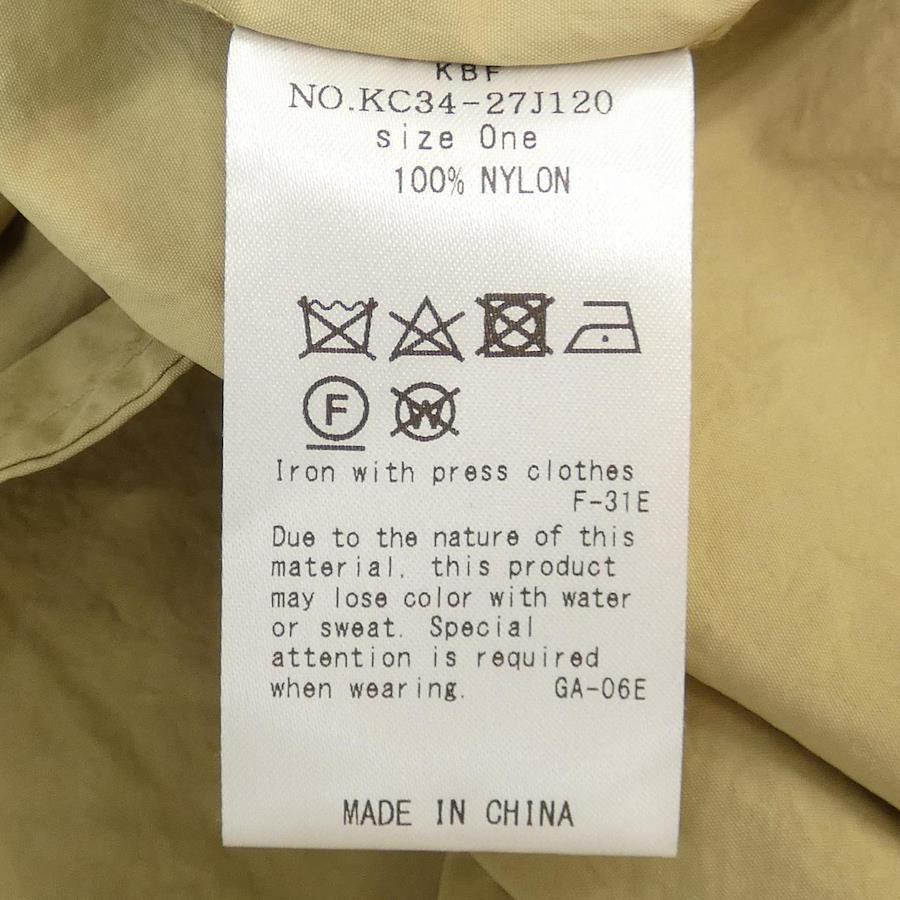 KBF
NO.KC34-27J120
size One
100% NYLON
F W
Iron with press clothes
F-31E
Due to the nature of this
material, this product
may lose color with water
or sweat. Special
attention is required
when wearing. GA-06E
MADE IN CHINA